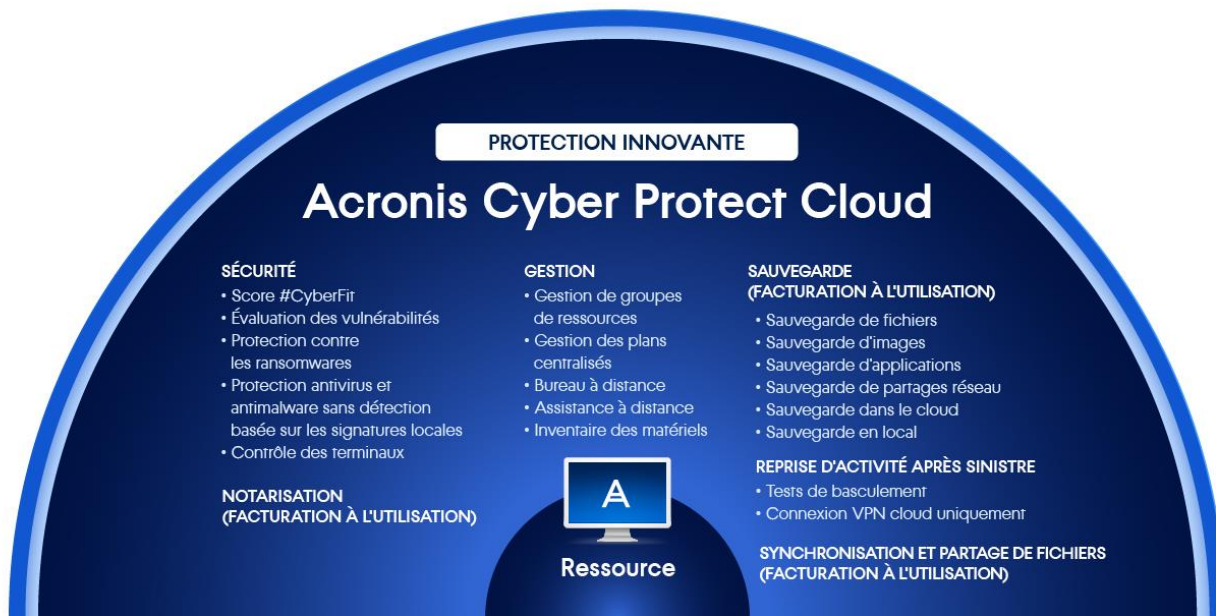 PROTECTION INNOVANTE
Acronis Cyber Protect Cloud
SÉCURITÉ
• Score #CyberFit
• Évaluation des vulnérabilités
• Protection contre
les ransomwares
• Protection antivirus et
antimalware sans détection
basée sur les signatures locales
• Contrôle des terminaux
NOTARISATION
(FACTURATION À L'UTILISATION)
GESTION
• Gestion de groupes
de ressources
• Gestion des plans
centralisés
• Bureau à distance
• Assistance à distance
• Inventaire des matériels
SAUVEGARDE
(FACTURATION À L'UTILISATION)
• Sauvegarde de fichiers
• Sauvegarde d'images
• Sauvegarde d'applications
• Sauvegarde de partages réseau
• Sauvegarde dans le cloud
• Sauvegarde en local
REPRISE D'ACTIVITÉ APRÈS SINISTRE
• Tests de basculement
• Connexion VPN cloud uniquement
SYNCHRONISATION ET PARTAGE DE FICHIERS
(FACTURATION À L'UTILISATION)
A
Ressource